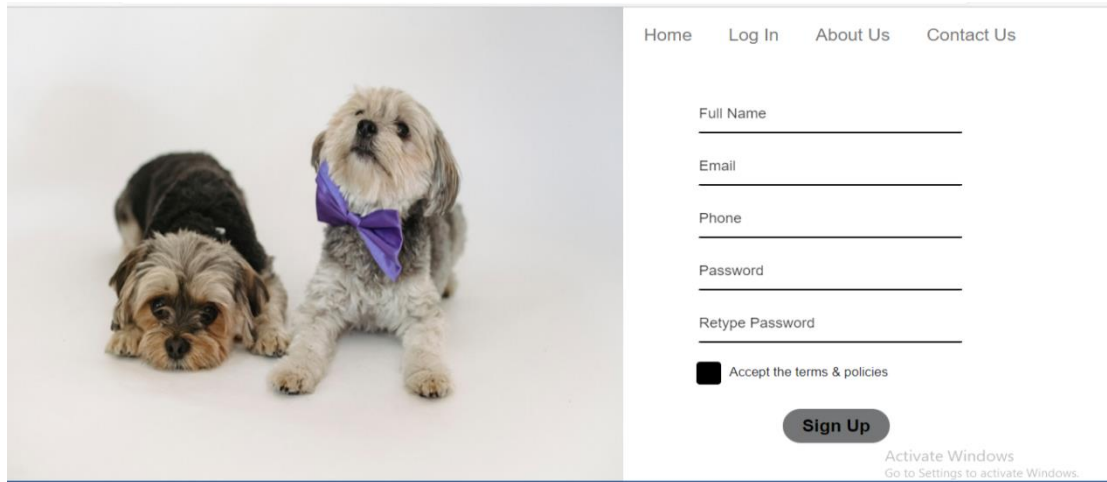 Home Log In About Us Contact Us
Full Name
Email
Phone
Password
Retype Password
Accept the terms & policies
Sign Up
Activate Windows
Go to Settings to activate Windows.